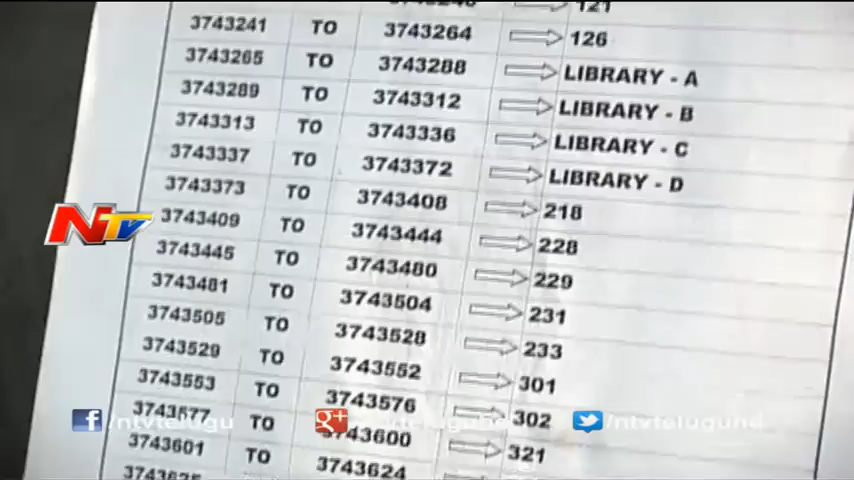 121
3743241 TO 3743264 ⇨ 126
3743265 TO 3743288 ⇨ LIBRARY - A
3743289 TO 3743312 ⇨ LIBRARY - B
3743313 TO 3743336 ⇨ LIBRARY - C
3743337 TO 3743372 ⇨ LIBRARY - D
3743373 TO 3743408 ⇨ 218
3743409 TO 3743444 ⇨ 228
3743445 TO 3743480 ⇨ 229
3743481 TO 3743504 ⇨ 231
3743505 TO 3743528 ⇨ 233
3743529 TO 3743552 ⇨ 301
3743553 TO 3743576 ⇨ 302
3743577 TO 3743600 ⇨ 321
3743601 TO 3743624
NTV
f /ntvtelugu
g+
/ntvteluguhd